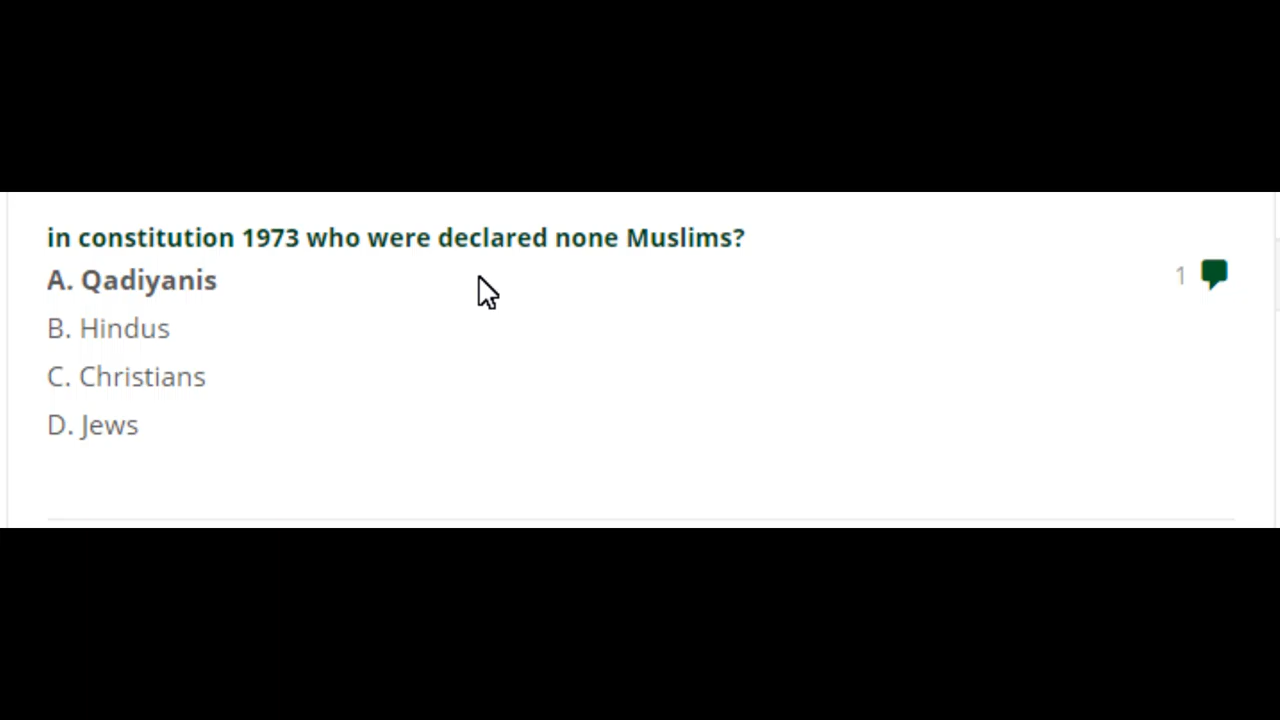 in constitution 1973 who were declared none Muslims?
A. Qadiyanis
1
B. Hindus
C. Christians
D. Jews